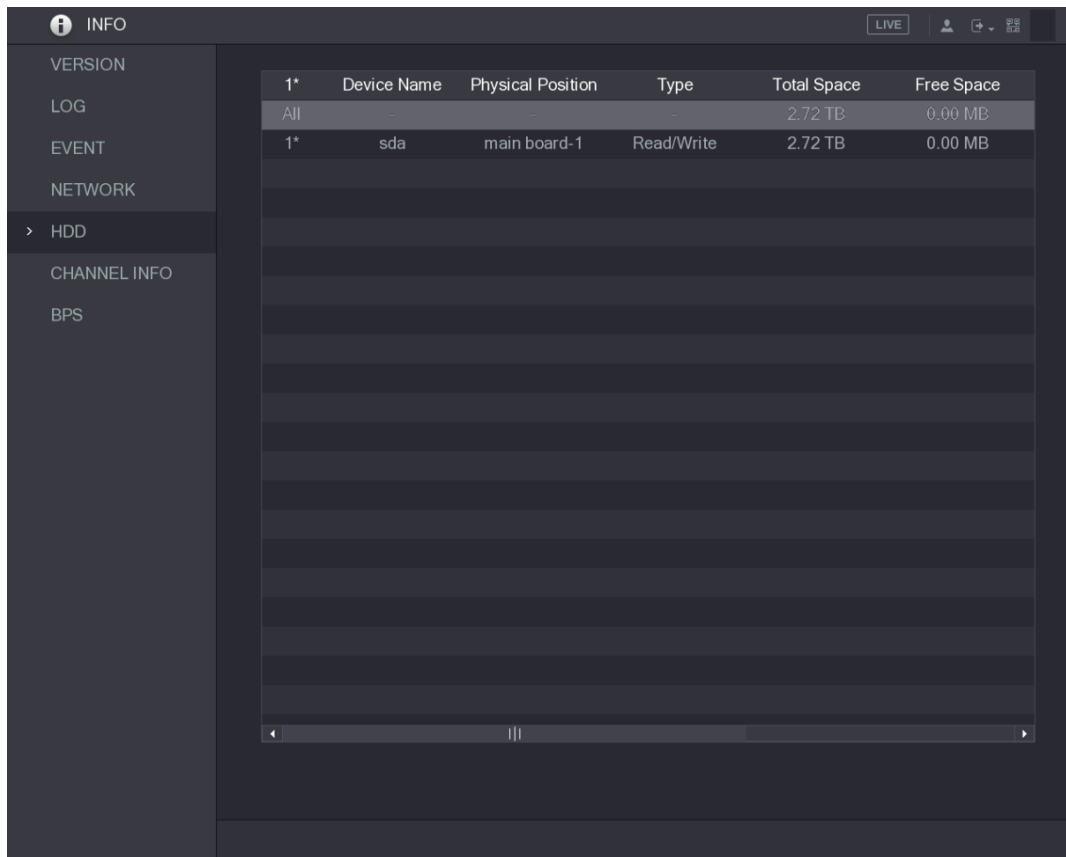 INFO
LIVE
VERSION
LOG
EVENT
NETWORK
> HDD
CHANNEL INFO
BPS
1* Device Name Physical Position Type Total Space Free Space
All - - - 2.72 TB 0.00 MB
1* sda main board-1 Read/Write 2.72 TB 0.00 MB